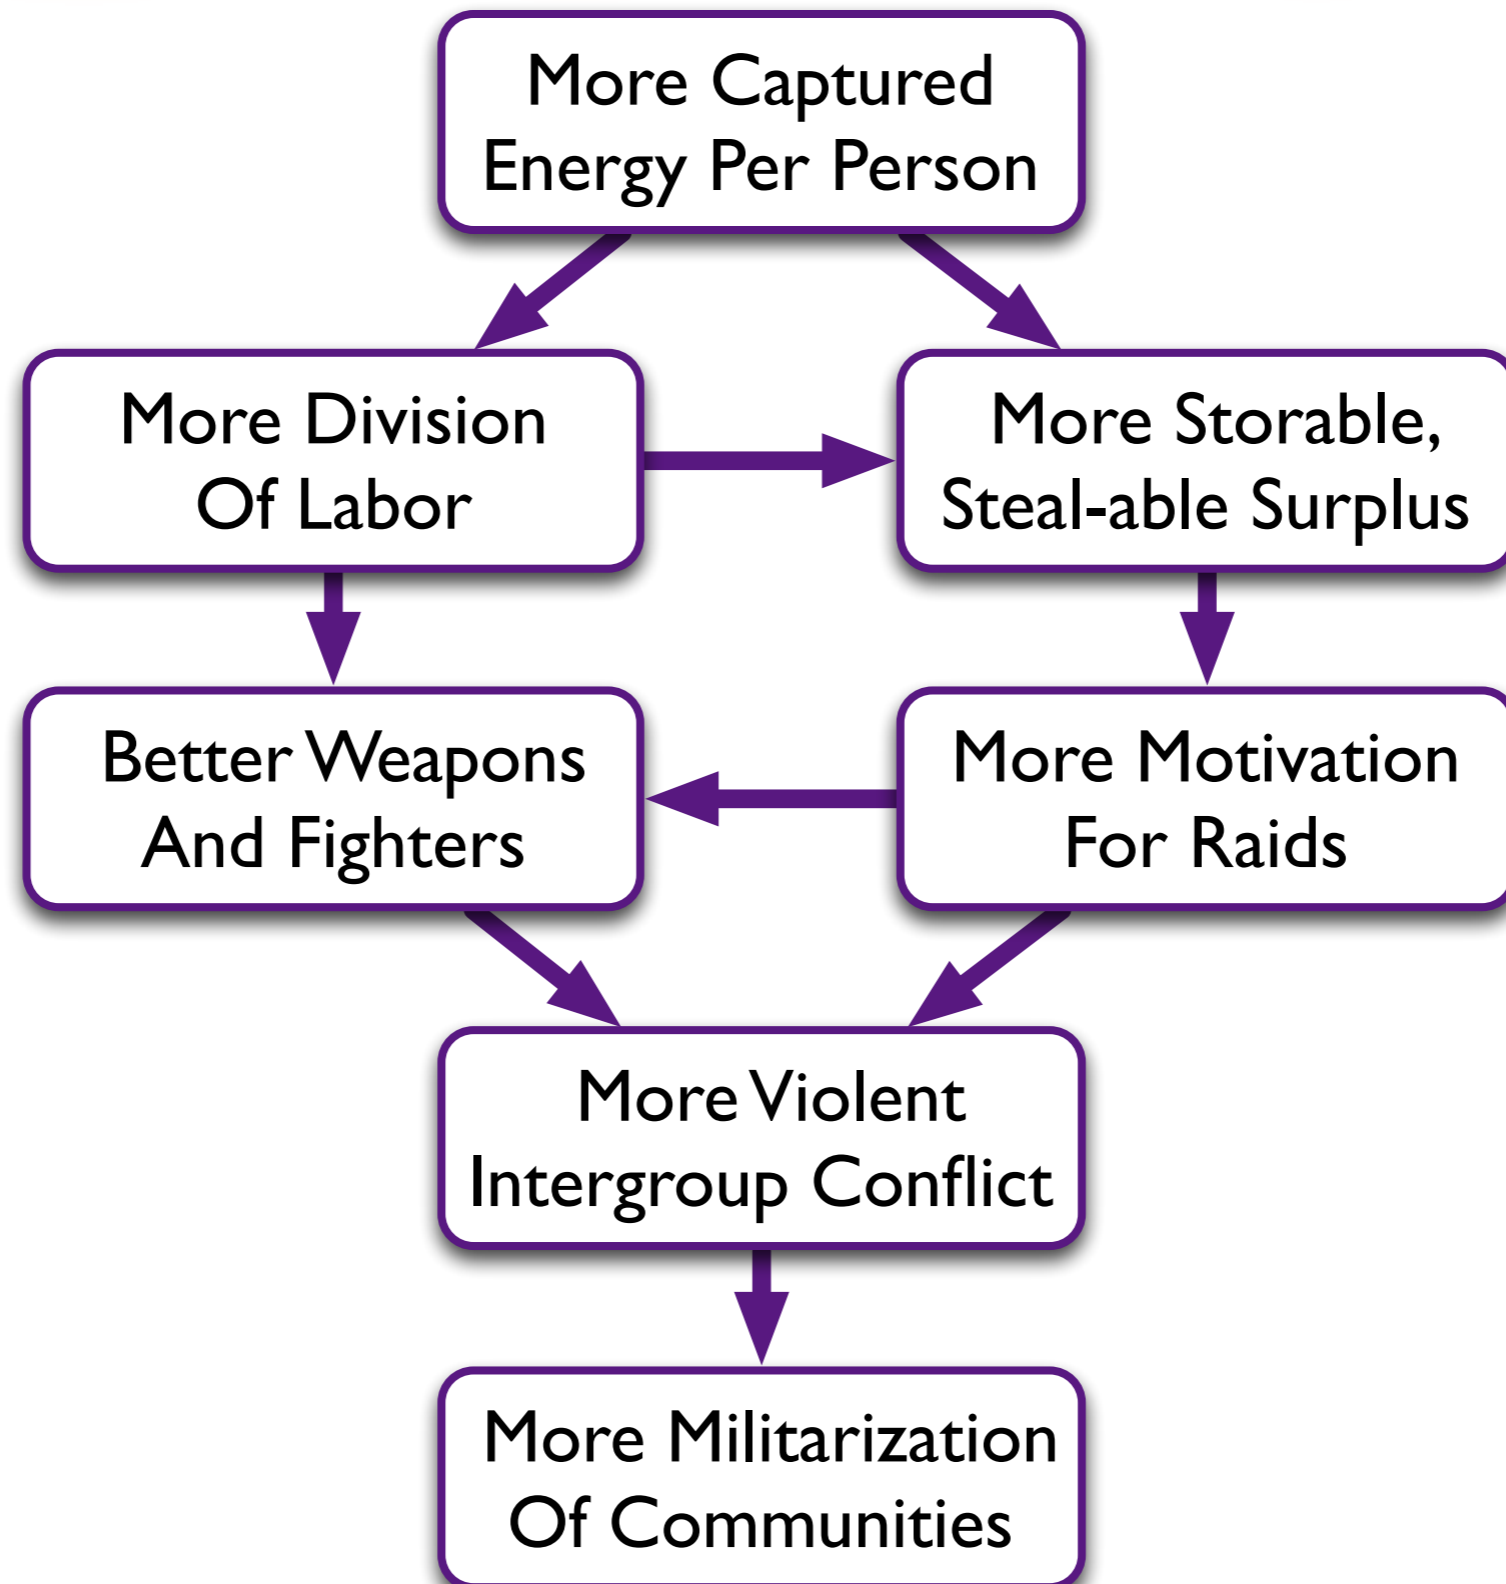 More Captured
Energy Per Person
More Division
Of Labor
More Storable,
Steal-able Surplus
Better Weapons
And Fighters
More Motivation
For Raids
More Violent
Intergroup Conflict
More Militarization
Of Communities